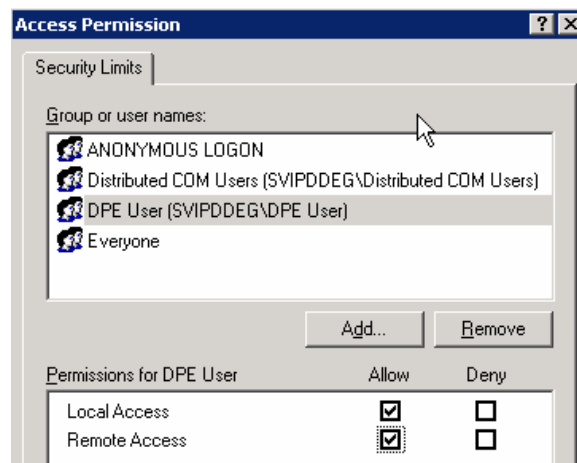 Access Permission
Security Limits
Group or user names:
ANONYMOUS LOGON
Distributed COM Users (SVIPDDEG\Distributed COM Users)
DPE User (SVIPDDEG\DPE User)
Everyone
Add... Remove
Permissions for DPE User Allow Deny
Local Access
Remote Access